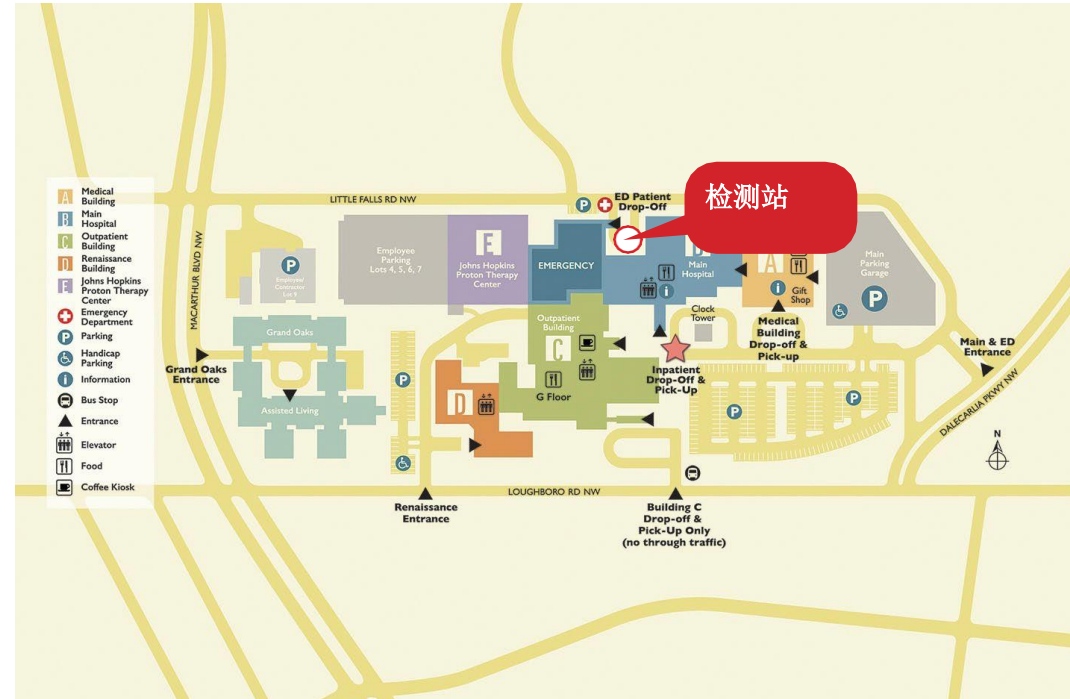 A
Medical
Building
B
Main
Hospital
C
Outpatient
Building
D
Renaissance
Building
E
Johns Hopkins
Proton Therapy
Center
Emergency
Department
P
Parking
Handicap
Parking
i
Information
Bus Stop
Entrance
Elevator
Food
Coffee Kiosk
MACARTHUR BLVD NW
LITTLE FALLS RD NW
P
ED Patient
Drop-Off
检测站
P
Employee/
Contractor
Lot 9
Employee
Parking
Lots 4, 5, 6, 7
E
Johns Hopkins
Proton Therapy
Center
EMERGENCY
Main
Hospital
i
A
i
Gift
Shop
Main
Parking
Garage
P
Grand Oaks
Grand Oaks
Entrance
Assisted Living
Outpatient
Building
C
G Floor
Clock
Tower
Inpatient
Drop-Off &
Pick-Up
Medical
Building
Drop-off &
Pick-up
Main & ED
Entrance
DALECARLIA PKWY NW
P
D
P
P
N
LOUGHBORO RD NW
Renaissance
Entrance
Building C
Drop-off &
Pick-Up Only
(no through traffic)